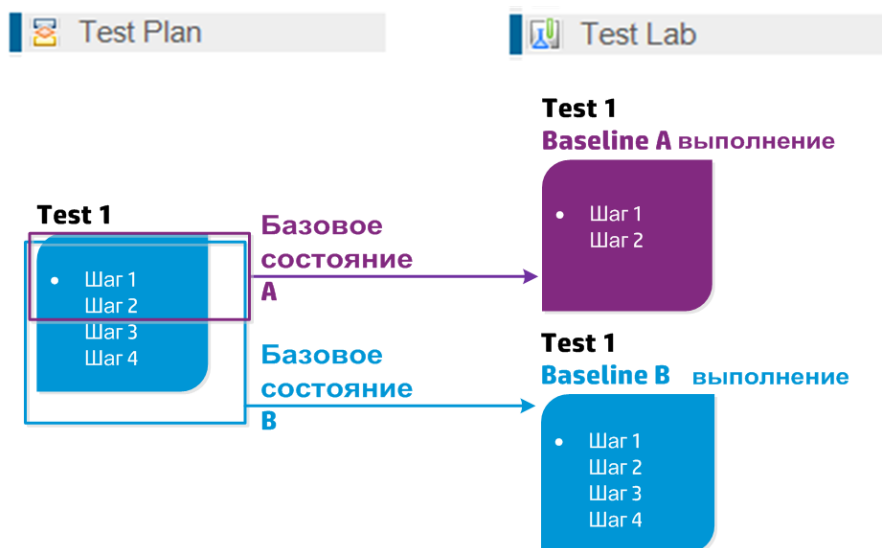 Test Plan
Test Lab
Test 1
Baseline A выполнение
Шаг 1
Шаг 2
Test 1
Шаг 1
Шаг 2
Шаг 3
Шаг 4
Базовое
состояние
A
Базовое
состояние
B
Test 1
Baseline B выполнение
Шаг 1
Шаг 2
Шаг 3
Шаг 4